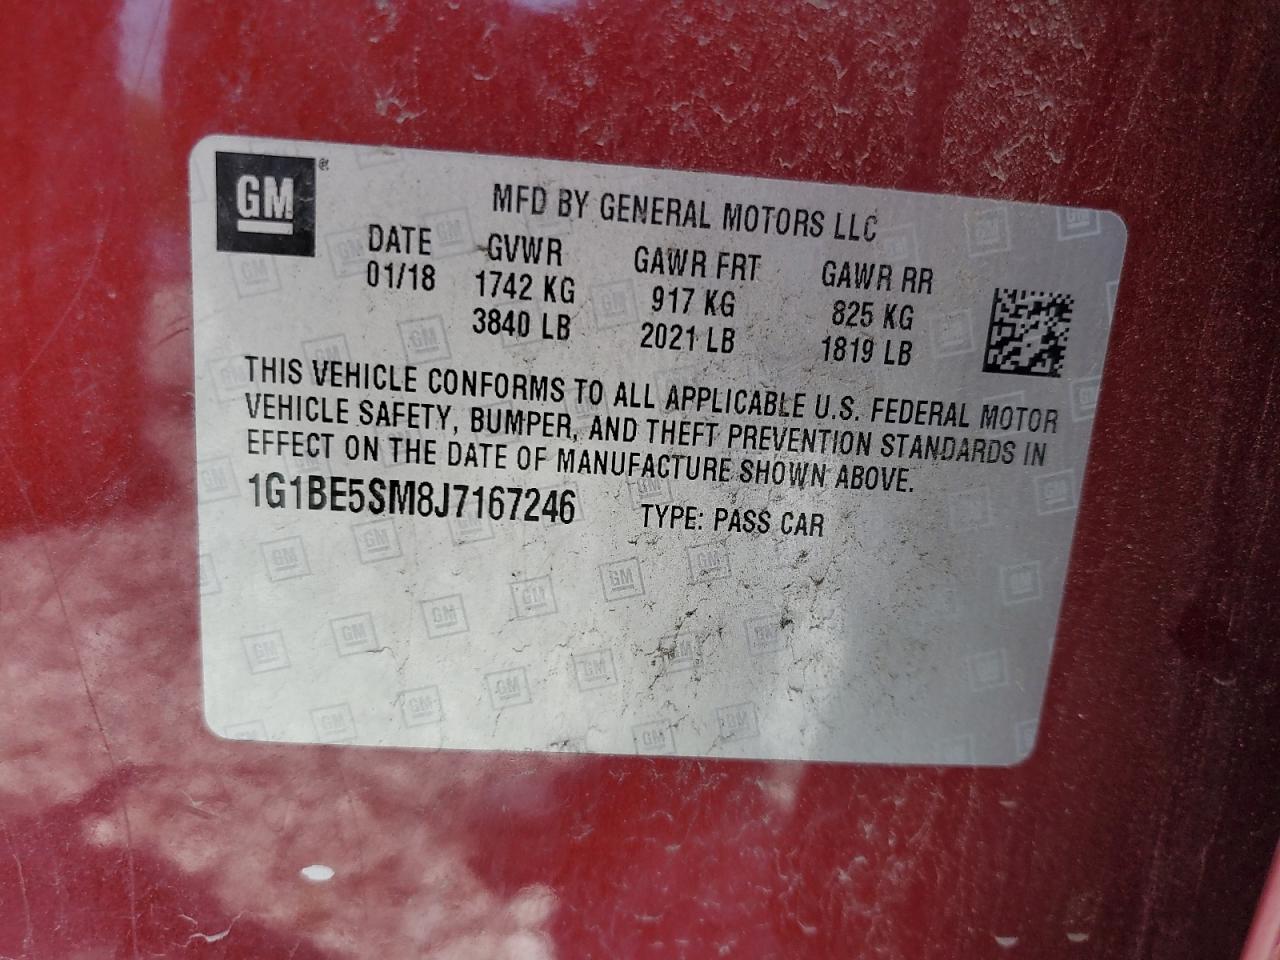 GM®
MFD BY GENERAL MOTORS LLC
DATE GVWR GAWR FRT GAWR RR
01/18 1742 KG 917 KG 825 KG
3840 LB 2021 LB 1819 LB
THIS VEHICLE CONFORMS TO ALL APPLICABLE U.S. FEDERAL MOTOR
VEHICLE SAFETY, BUMPER, AND THEFT PREVENTION STANDARDS IN
EFFECT ON THE DATE OF MANUFACTURE SHOWN ABOVE.
1G1BE5SM8J7167246 TYPE: PASS CAR